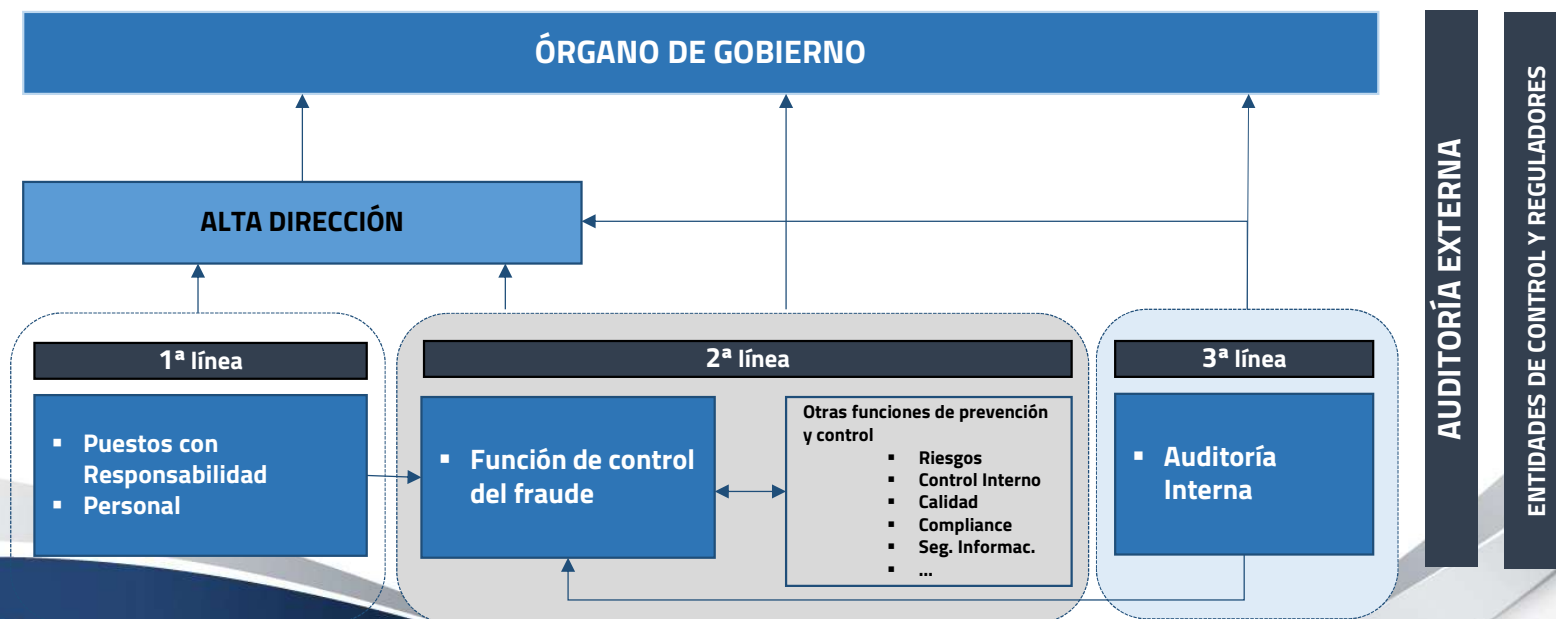 ÓRGANO DE GOBIERNO
ALTA DIRECCIÓN
1ª línea
▪ Puestos con
Responsabilidad
▪ Personal
2ª línea
▪ Función de control
del fraude
Otras funciones de prevención
y control
▪ Riesgos
▪ Control Interno
▪ Calidad
▪ Compliance
▪ Seg. Informac.
▪ ...
3ª línea
▪ Auditoría
Interna
AUDITORÍA EXTERNA
ENTIDADES DE CONTROL Y REGULADORES